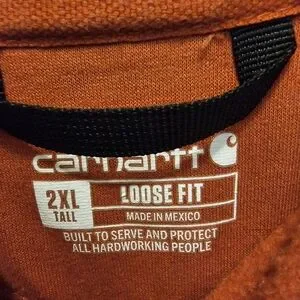 carhartt
2XL
TALL
LOOSE FIT
MADE IN MEXICO
BUILT TO SERVE AND PROTECT
ALL HARDWORKING PEOPLE